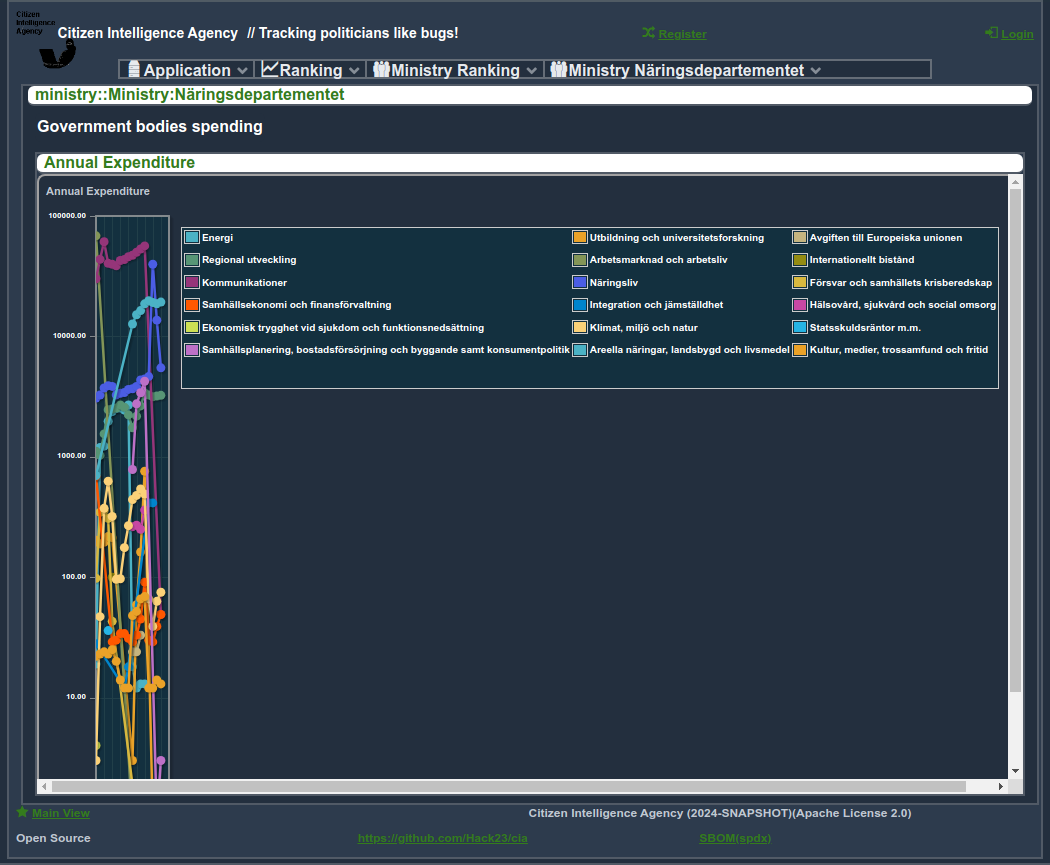 Citizen
Intelligence
Agency
Citizen Intelligence Agency // Tracking politicians like bugs!
Register
Login
Application
Ranking
Ministry Ranking
Ministry Näringsdepartementet
ministry::Ministry:Näringsdepartementet
Government bodies spending
Annual Expenditure
Annual Expenditure
100000.00
10000.00
1000.00
100.00
10.00
Energi
Utbildning och universitetsforskning
Avgiften till Europeiska unionen
Regional utveckling
Arbetsmarknad och arbetsliv
Internationellt bistånd
Kommunikationer
Näringsliv
Försvar och samhällets krisberedskap
Samhällsekonomi och finansförvaltning
Integration och jämställdhet
Hälsovård, sjukvård och social omsorg
Ekonomisk trygghet vid sjukdom och funktionsnedsättning
Klimat, miljö och natur
Statsskuldsräntor m.m.
Samhällsplanering, bostadsförsörjning och byggande samt konsumentpolitik
Areella näringar, landsbygd och livsmedel
Kultur, medier, trossamfund och fritid
Main View
Citizen Intelligence Agency (2024-SNAPSHOT)(Apache License 2.0)
Open Source
https://github.com/Hack23/cia
SBOM(spdx)